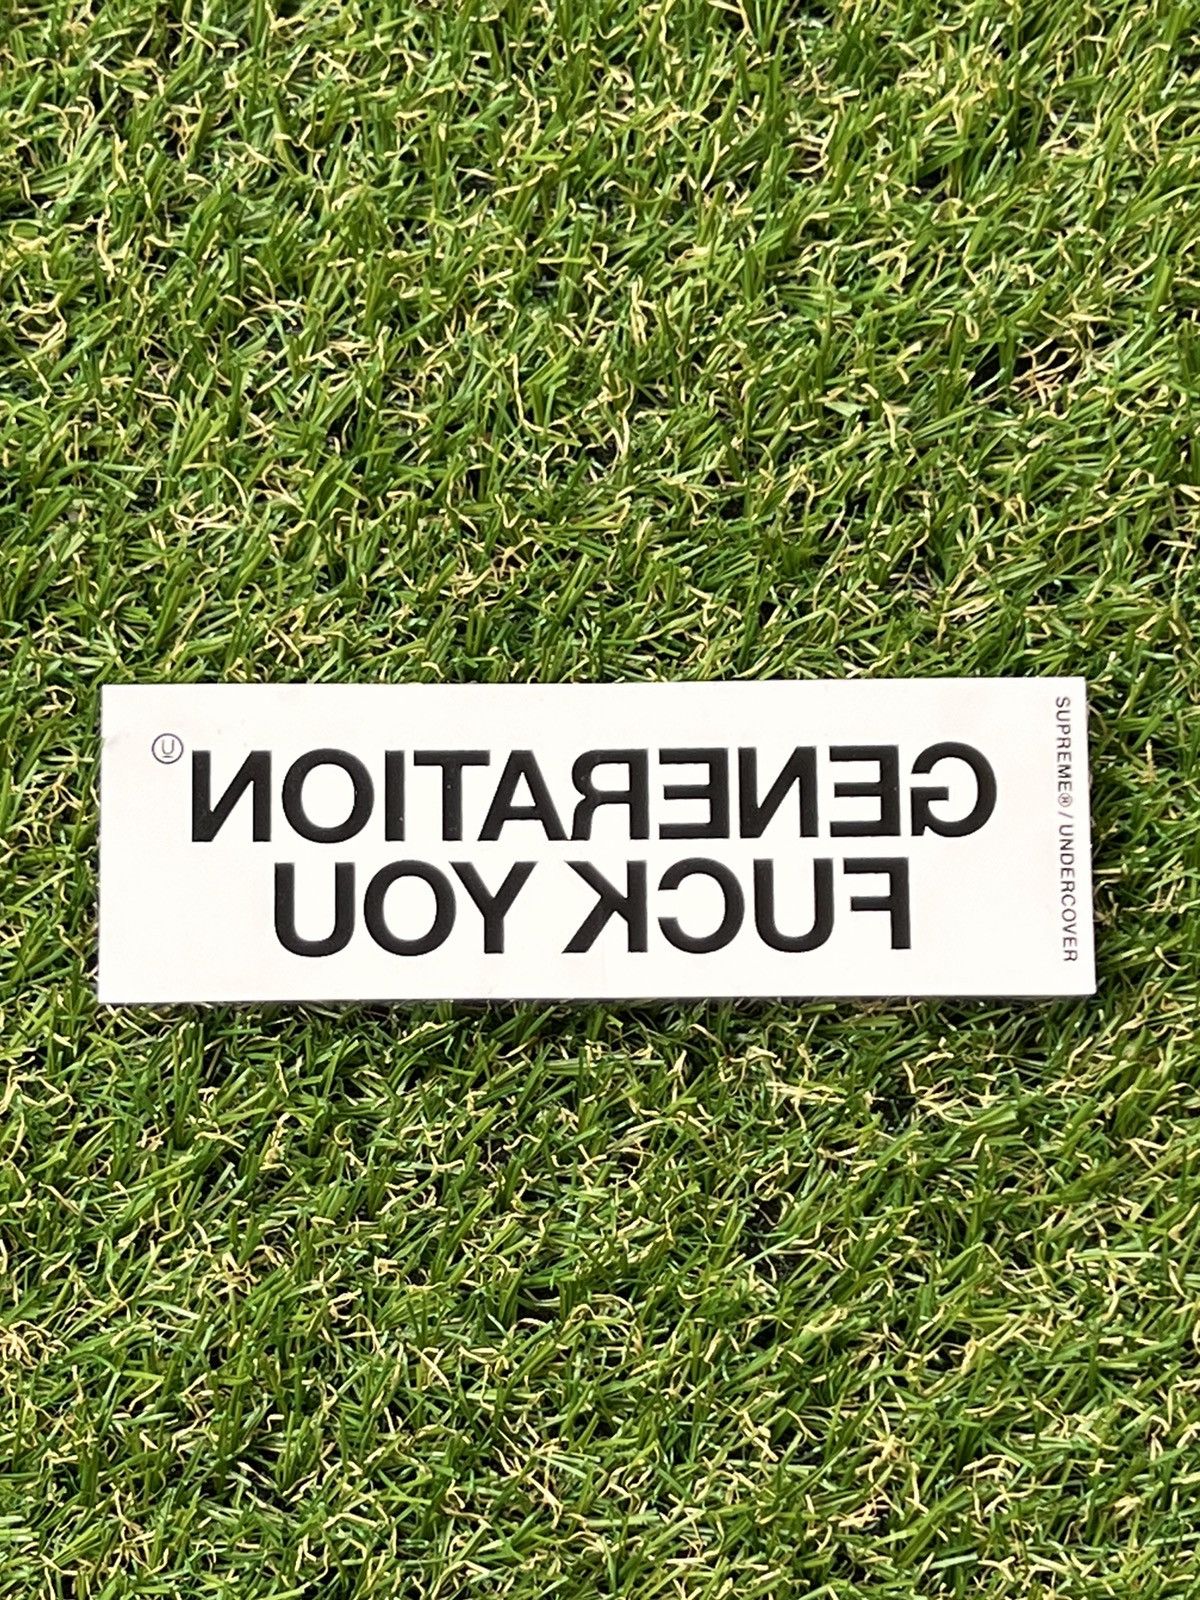 GENERATION
FUCK YOU
SUPREME® / UNDERCOVER
U